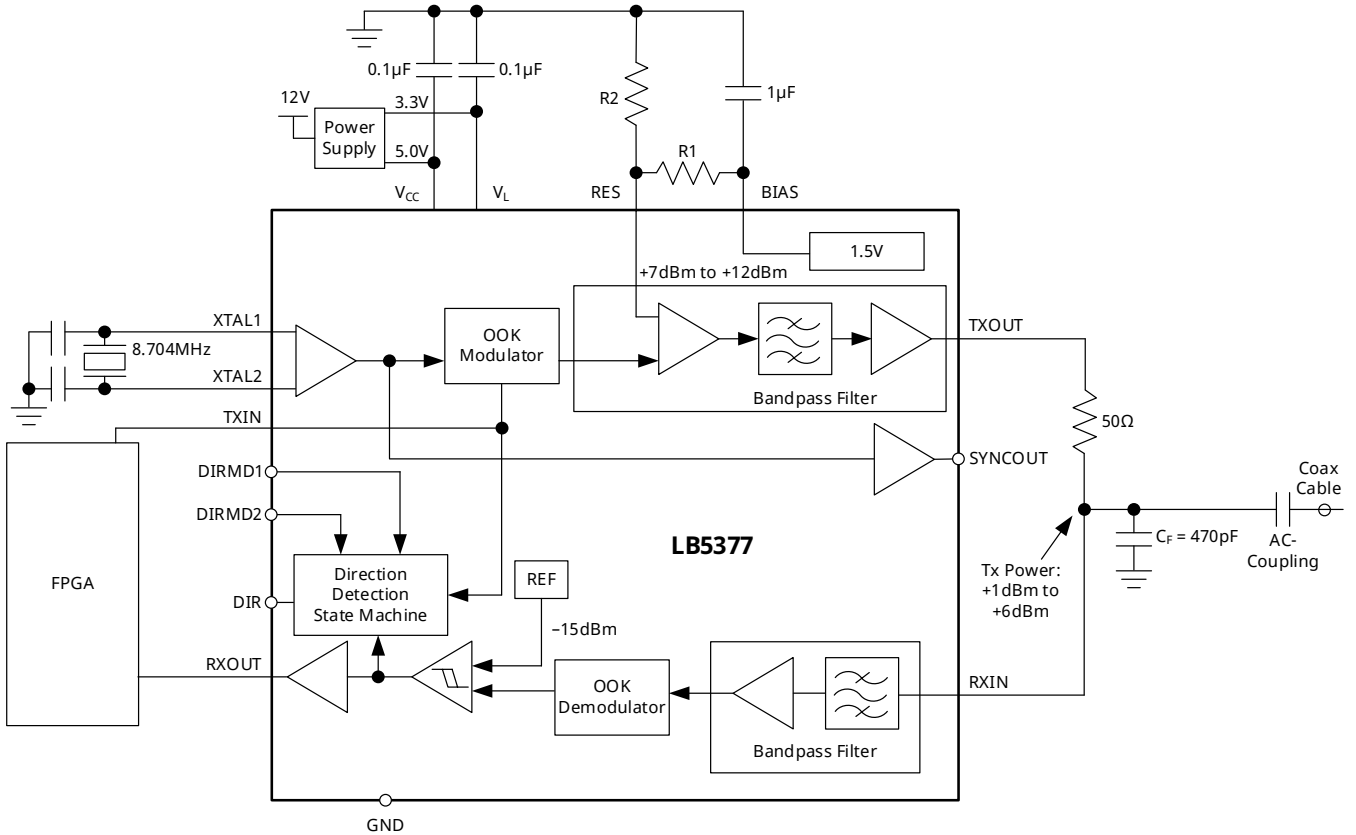 0.1µF
0.1µF
12V
3.3V
Power
Supply
5.0V
R2
1µF
R1
VCC
VL
RES
BIAS
1.5V
+7dBm to +12dBm
XTAL1
8.704MHz
XTAL2
OOK
Modulator
Bandpass Filter
TXOUT
TXIN
50Ω
DIRMD1
SYNCOUT
Coax
Cable
DIRMD2
LB5377
CF = 470pF
AC-
Coupling
FPGA
Direction
Detection
State Machine
REF
Tx Power:
+1dBm to
+6dBm
DIR
–15dBm
RXOUT
OOK
Demodulator
RXIN
Bandpass Filter
GND